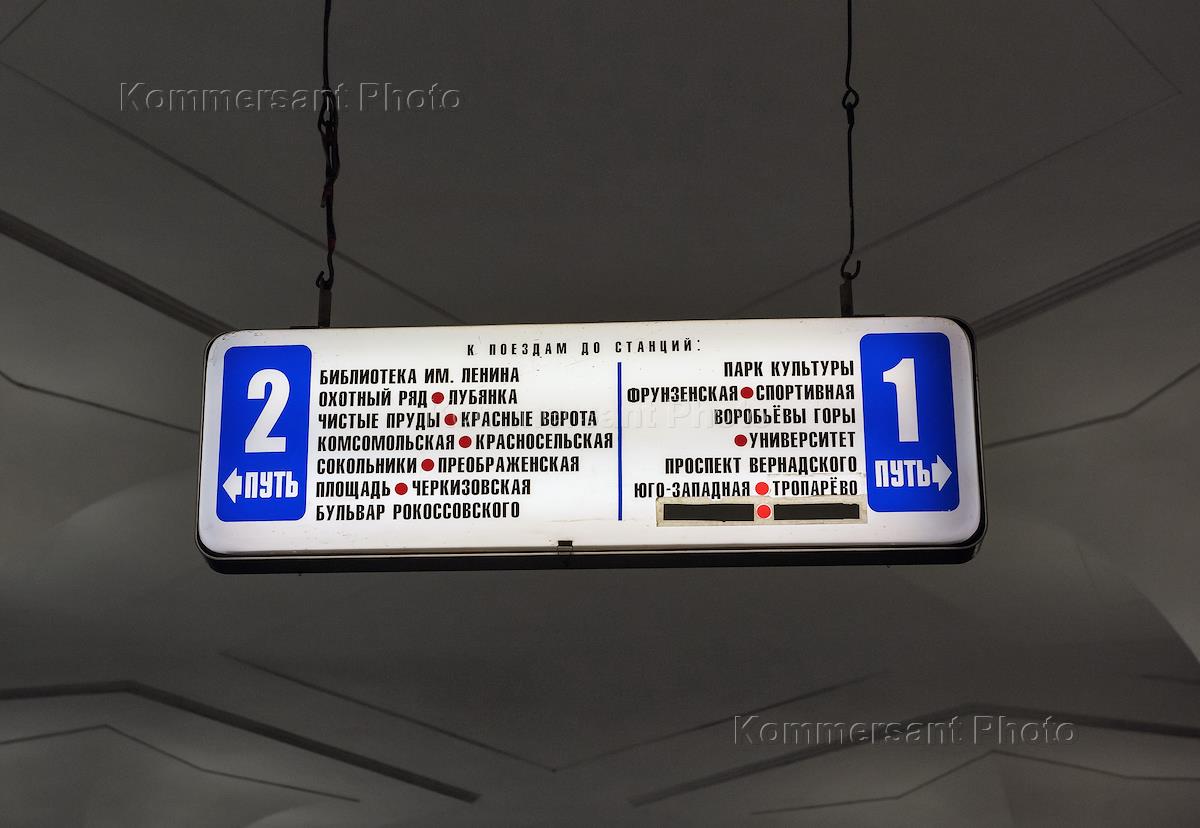 Kommersant Photo
К ПОЕЗДАМ ДО СТАНЦИЙ:
2
ПУТЬ
БИБЛИОТЕКА ИМ. ЛЕНИНА
ОХОТНЫЙ РЯД ● ЛУБЯНКА
ЧИСТЫЕ ПРУДЫ ● КРАСНЫЕ ВОРОТА
КОМСОМОЛЬСКАЯ ● КРАСНОСЕЛЬСКАЯ
СОКОЛЬНИКИ ● ПРЕОБРАЖЕНСКАЯ
ПЛОЩАДЬ ● ЧЕРКИЗОВСКАЯ
БУЛЬВАР РОКОССОВСКОГО
ПАРК КУЛЬТУРЫ
ФРУНЗЕНСКАЯ ● СПОРТИВНАЯ
ВОРОБЬЁВЫ ГОРЫ
● УНИВЕРСИТЕТ
ПРОСПЕКТ ВЕРНАДСКОГО
ЮГО-ЗАПАДНАЯ ● ТРОПАРЁВО
1
ПУТЬ
Kommersant Photo
Kommersant Photo